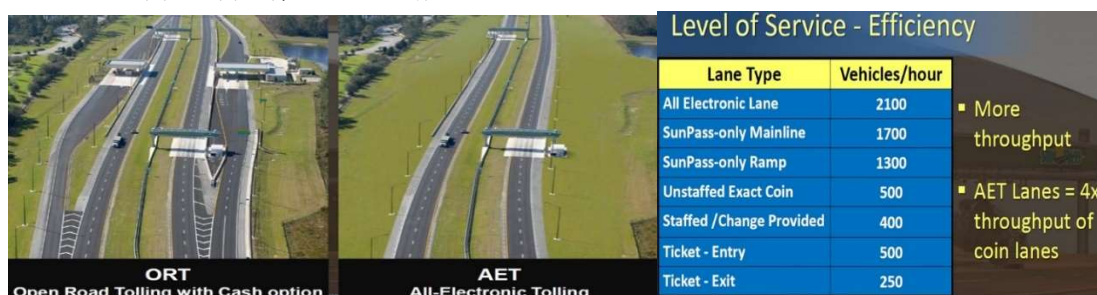 ORT
Open Road Tolling with Cash option
AET
All-Electronic Tolling
Level of Service - Efficiency
Lane Type Vehicles/hour
All Electronic Lane 2100
SunPass-only Mainline 1700
SunPass-only Ramp 1300
Unstaffed Exact Coin 500
Staffed /Change Provided 400
Ticket - Entry 500
Ticket - Exit 250
▪ More
throughput
▪ AET Lanes = 4x
throughput of
coin lanes